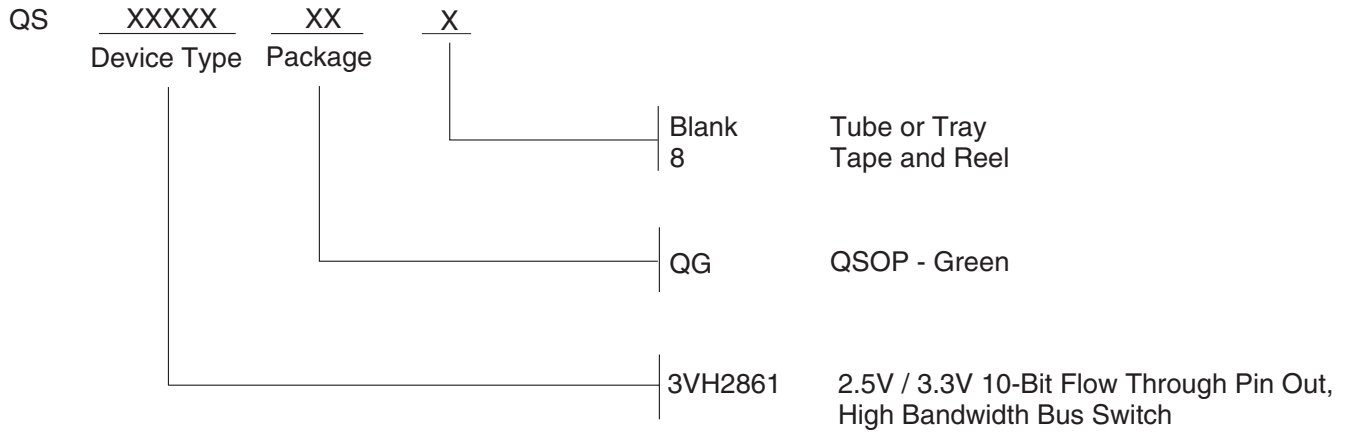 QS XXXXX XX X
Device Type Package
Blank Tube or Tray
8 Tape and Reel
QG QSOP - Green
3VH2861 2.5V / 3.3V 10-Bit Flow Through Pin Out,
High Bandwidth Bus Switch